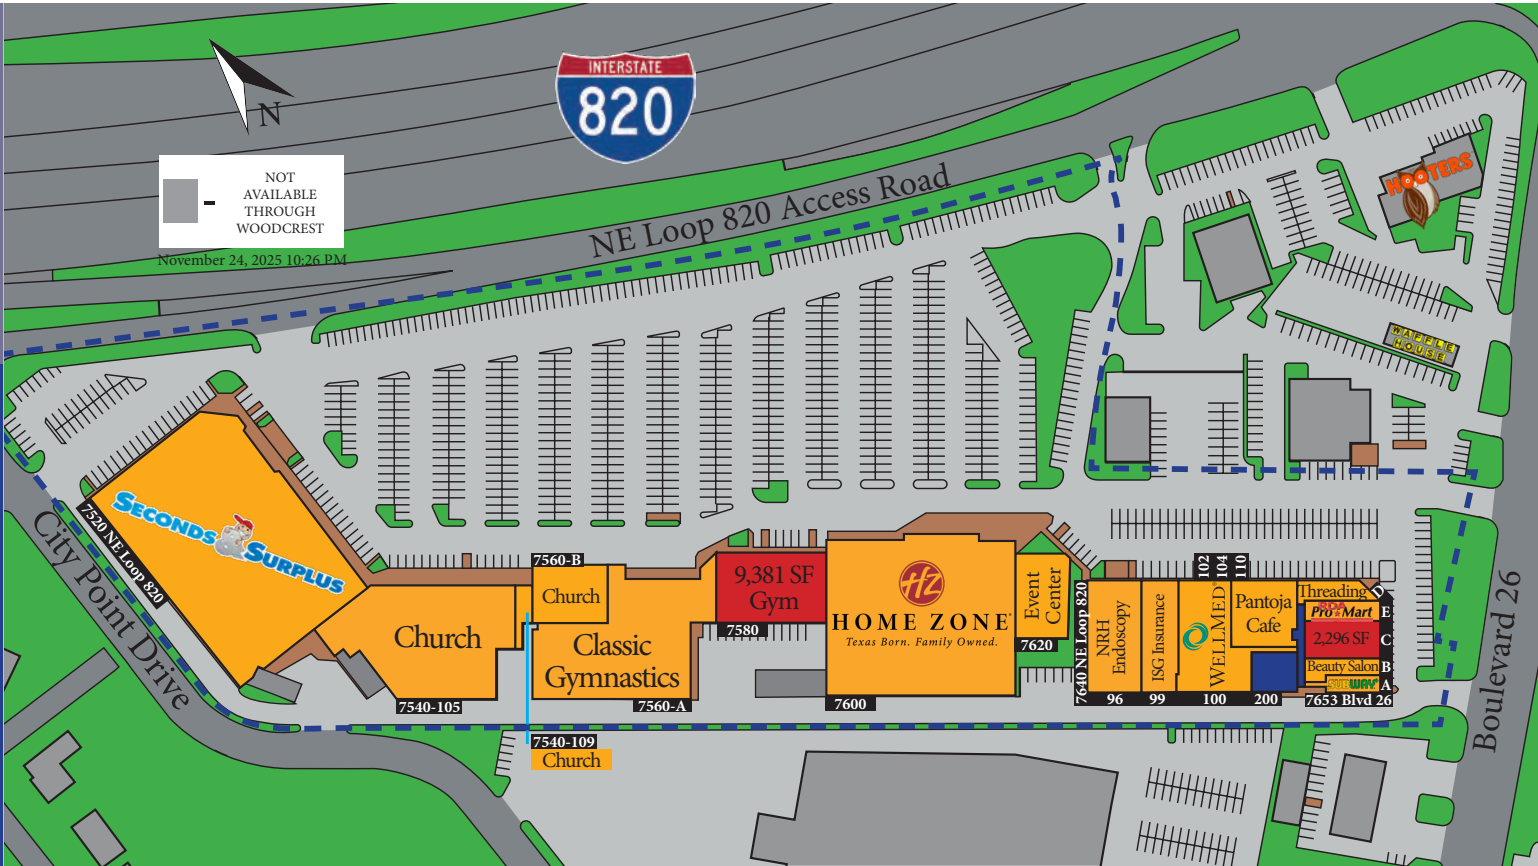 INTERSTATE
820
N
NOT
AVAILABLE
THROUGH
WOODCREST
November 24, 2025 10:26 PM
NE Loop 820 Access Road
HOOTERS
WAFFLE
HOUSE
SECONDS & SURPLUS
7520 NE Loop 820
City Point Drive
Boulevard 26
Church
7540-105
7560-B
Church
Classic
Gymnastics
7560-A
7540-109
Church
9,381 SF
Gym
7580
HZ
HOME ZONE
Texas Born. Family Owned.
7600
Event
Center
7620
7640 NE Loop 820
NRH
Endoscopy
96
ISG Insurance
99
WELLMED
100
102
104
110
Pantoja
Cafe
200
Threading
D
RDA
Pro Mart
E
2,296 SF
C
Beauty Salon
B
SUBWAY
A
7653 Blvd 26